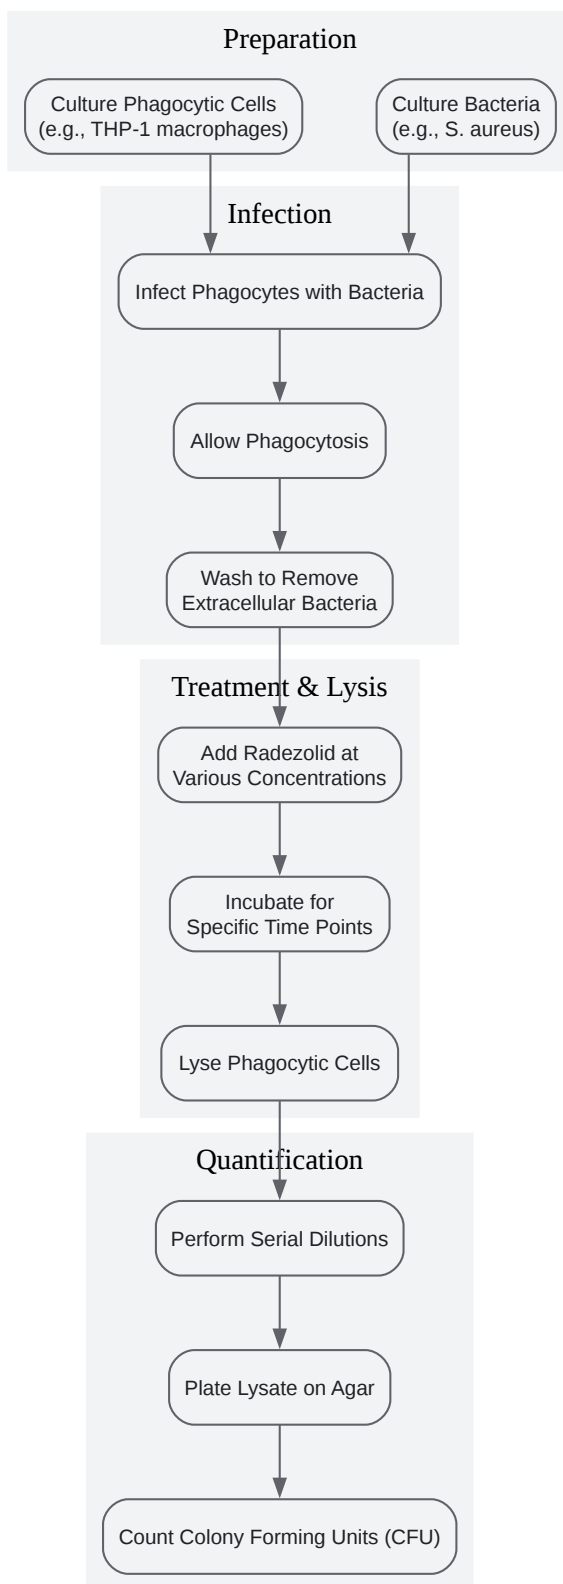 Preparation
Culture Phagocytic Cells
(e.g., THP-1 macrophages)
Culture Bacteria
(e.g., S. aureus)
Infection
Infect Phagocytes with Bacteria
Allow Phagocytosis
Wash to Remove
Extracellular Bacteria
Treatment & Lysis
Add Radezolid at
Various Concentrations
Incubate for
Specific Time Points
Lyse Phagocytic Cells
Quantification
Perform Serial Dilutions
Plate Lysate on Agar
Count Colony Forming Units (CFU)